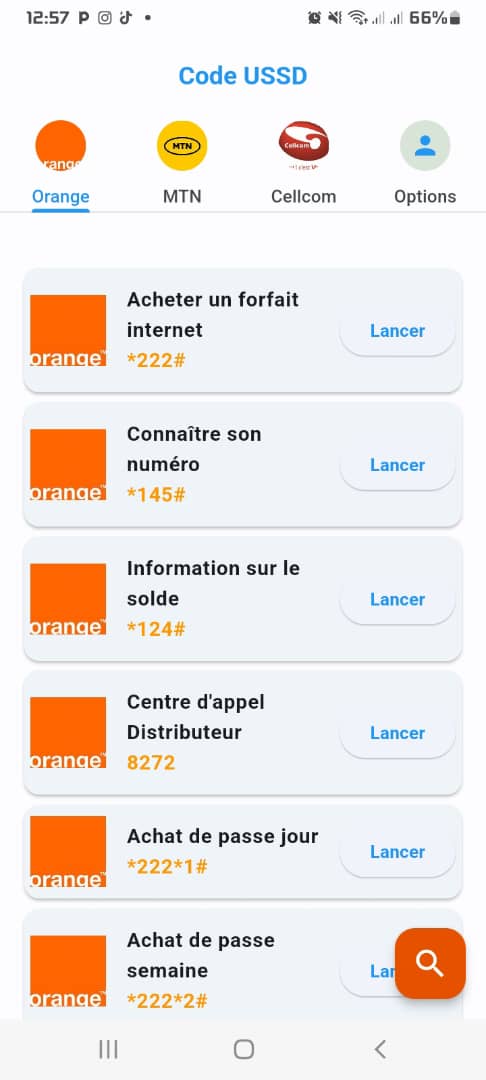 12:57
66%
Code USSD
orange
MTN
Cellcom
Orange
MTN
Cellcom
Options
Acheter un forfait
internet
*222#
orange™
Lancer
Connaître son
numéro
*145#
orange™
Lancer
Information sur le
solde
*124#
orange™
Lancer
Centre d'appel
Distributeur
8272
orange™
Lancer
Achat de passe jour
*222*1#
orange™
Lancer
Achat de passe
semaine
*222*2#
orange™
Lan